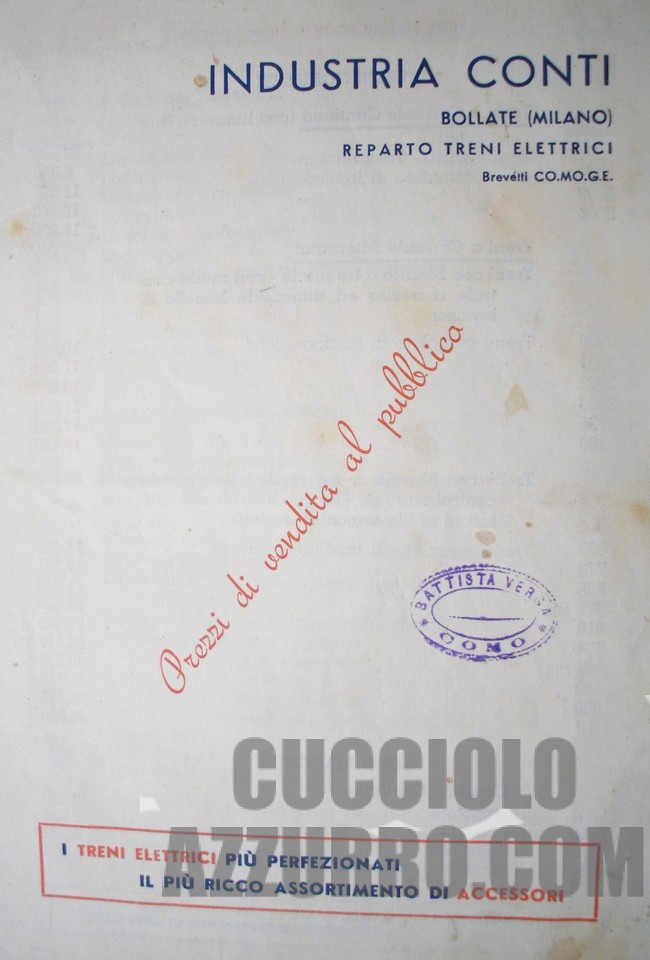 INDUSTRIA CONTI
BOLLATE (MILANO)
REPARTO TRENI ELETTRICI
Brevétti CO.MO.G.E.
Prezzi di vendita al pubblico
* BATTISTA VERGA *
COMO
CUCCIOLO
AZZURRO.COM
I TRENI ELETTRICI PIÙ PERFEZIONATI
IL PIÙ RICCO ASSORTIMENTO DI ACCESSORI